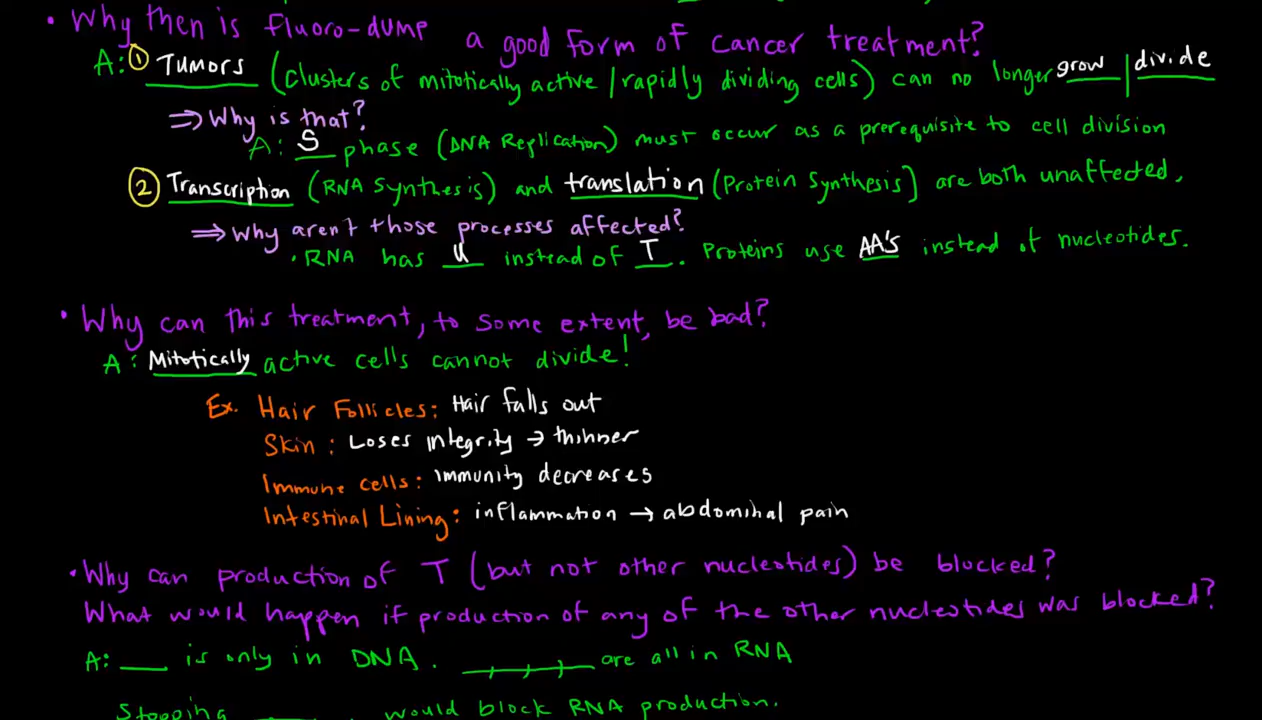 • Why then is fluoro-dump a good form of cancer treatment?
A: ① Tumors (clusters of mitotically active / rapidly dividing cells) can no longer grow | divide
⇒ Why is that?
A: S phase (DNA Replication) must occur as a prerequisite to cell division
② Transcription (RNA Synthesis) and translation (Protein Synthesis) are both unaffected.
⇒ Why aren't those processes affected?
• RNA has U instead of T. Proteins use AA's instead of nucleotides.
• Why can this treatment, to some extent, be bad?
A: Mitotically active cells cannot divide!
Ex. Hair Follicles: Hair falls out
Skin: Loses integrity → thinner
Immune cells: immunity decreases
Intestinal Lining: inflammation → abdominal pain
• Why can production of T (but not other nucleotides) be blocked?
What would happen if production of any of the other nucleotides was blocked?
A: ___ is only in DNA. ___,___,___ are all in RNA
Stopping ___ would block RNA production.